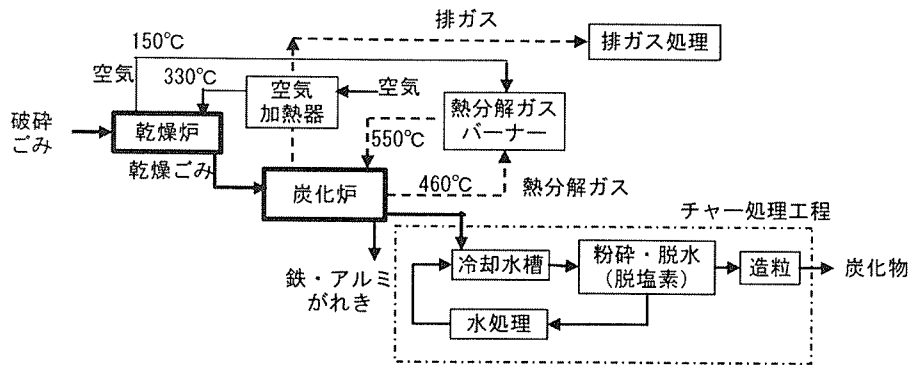 排ガス
排ガス処理
150℃
空気
330℃
空気
加熱器
空気
熱分解ガス
バーナー
破砕
ごみ
乾燥炉
550℃
乾燥ごみ
炭化炉
460℃
熱分解ガス
チャー処理工程
鉄・アルミ
がれき
冷却水槽
粉砕・脱水
(脱塩素)
造粒
炭化物
水処理